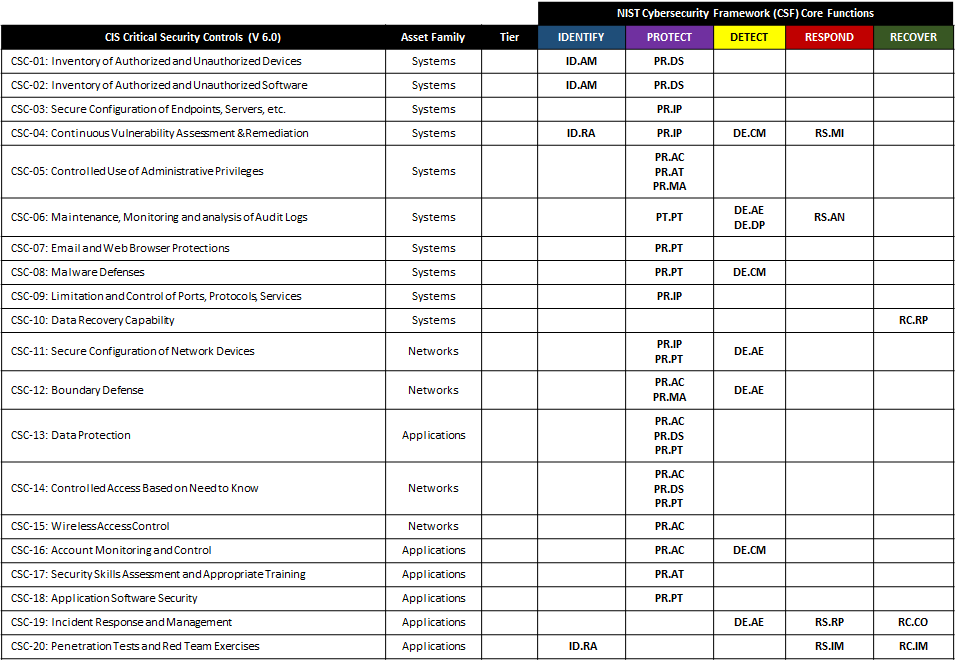 NIST Cybersecurity Framework (CSF) Core Functions
CIS Critical Security Controls (V 6.0) Asset Family Tier IDENTIFY PROTECT DETECT RESPOND RECOVER
CSC-01: Inventory of Authorized and Unauthorized Devices Systems ID.AM PR.DS
CSC-02: Inventory of Authorized and Unauthorized Software Systems ID.AM PR.DS
CSC-03: Secure Configuration of Endpoints, Servers, etc. Systems PR.IP
CSC-04: Continuous Vulnerability Assessment & Remediation Systems ID.RA PR.IP DE.CM RS.MI
CSC-05: Controlled Use of Administrative Privileges Systems PR.AC
PR.AT
PR.MA
CSC-06: Maintenance, Monitoring and analysis of Audit Logs Systems PT.PT DE.AE RS.AN
DE.DP
CSC-07: Email and Web Browser Protections Systems PR.PT
CSC-08: Malware Defenses Systems PR.PT DE.CM
CSC-09: Limitation and Control of Ports, Protocols, Services Systems PR.IP
CSC-10: Data Recovery Capability Systems RC.RP
CSC-11: Secure Configuration of Network Devices Networks PR.IP DE.AE
PR.PT
CSC-12: Boundary Defense Networks PR.AC DE.AE
PR.MA
CSC-13: Data Protection Applications PR.AC
PR.DS
PR.PT
CSC-14: Controlled Access Based on Need to Know Networks PR.AC
PR.DS
PR.PT
CSC-15: Wireless Access Control Networks PR.AC
CSC-16: Account Monitoring and Control Applications PR.AC DE.CM
CSC-17: Security Skills Assessment and Appropriate Training Applications PR.AT
CSC-18: Application Software Security Applications PR.PT
CSC-19: Incident Response and Management Applications DE.AE RS.RP RC.CO
CSC-20: Penetration Tests and Red Team Exercises Applications ID.RA RS.IM RC.IM